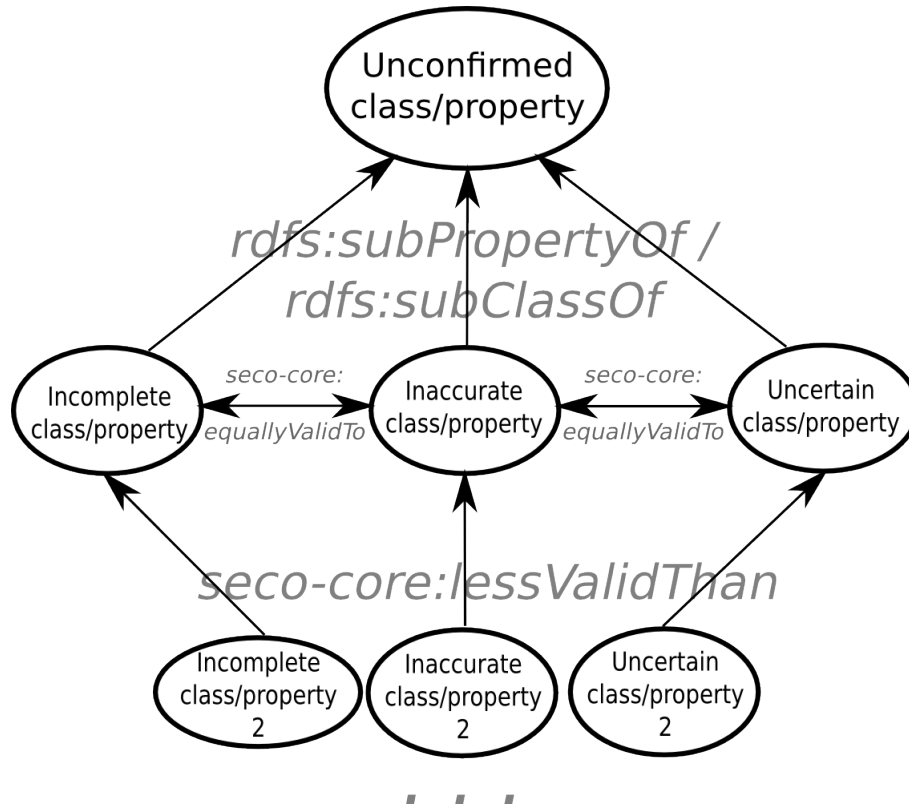 Unconfirmed
class/property
rdfs:subPropertyOf /
rdfs:subClassOf
Incomplete
class/property
seco-core:
equallyValidTo
Inaccurate
class/property
seco-core:
equallyValidTo
Uncertain
class/property
seco-core:lessValidThan
Incomplete
class/property
2
Inaccurate
class/property
2
Uncertain
class/property
2